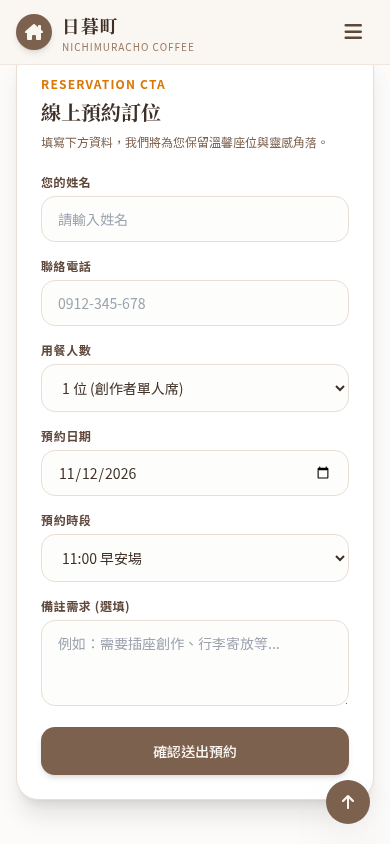 日暮町
NICHIMURACHO COFFEE
RESERVATION CTA
線上預約訂位
填寫下方資料，我們將為您保留溫馨座位與靈感角落。
您的姓名
請輸入姓名
聯絡電話
0912-345-678
用餐人數
1 位 (創作者單人席)
預約日期
11/12/2026
預約時段
11:00 早安場
備註需求 (選填)
例如：需要插座創作、行李寄放等...
確認送出預約